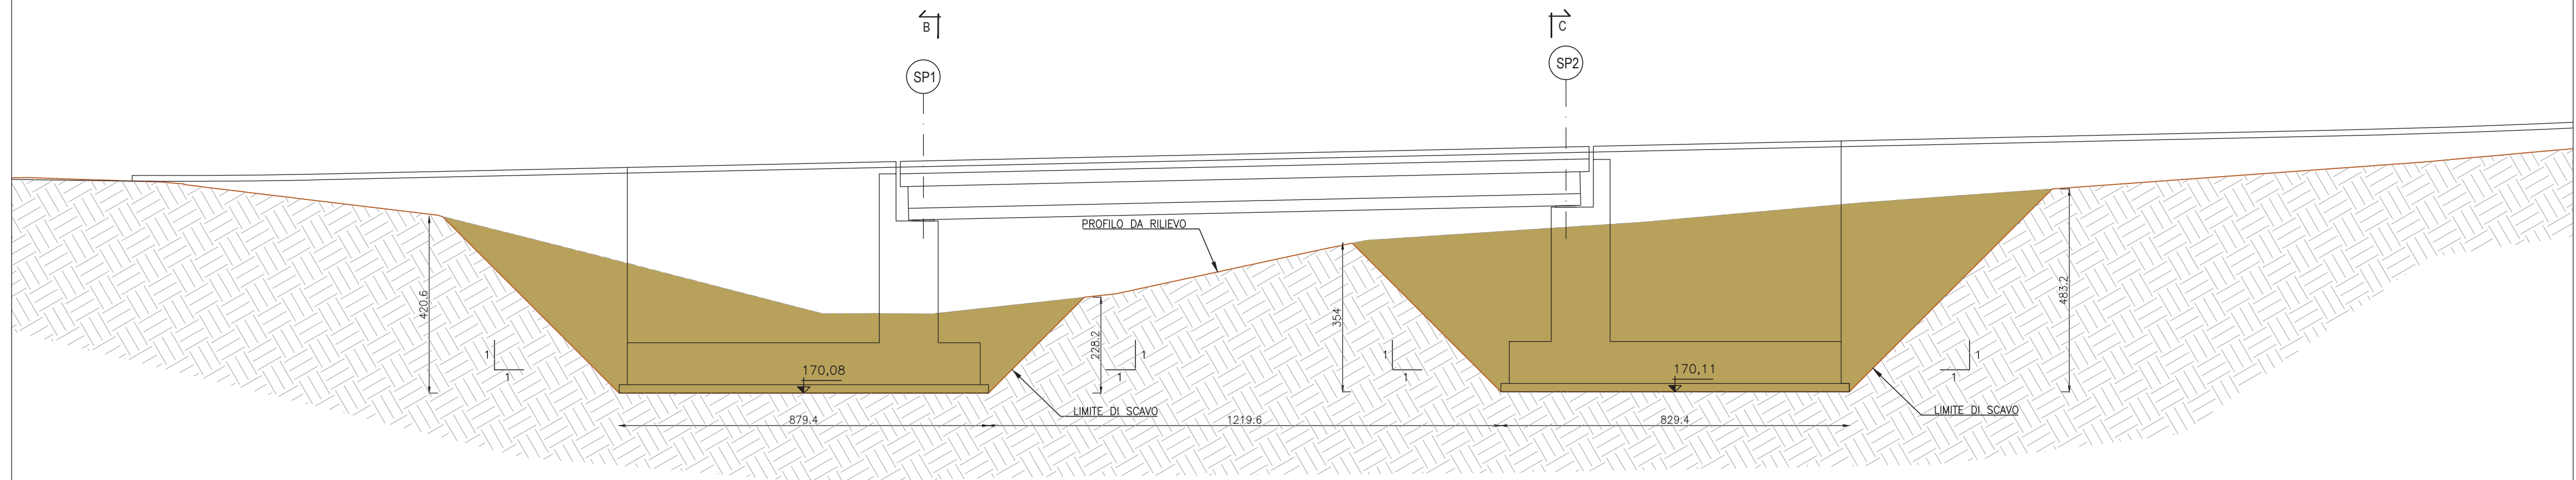 B
C
SP1
SP2
PROFILO DA RILIEVO
420.6
228.2
354
483.2
1
1
1
1
1
1
1
1
170,08
170,11
LIMITE DI SCAVO
LIMITE DI SCAVO
879.4
1219.6
829.4